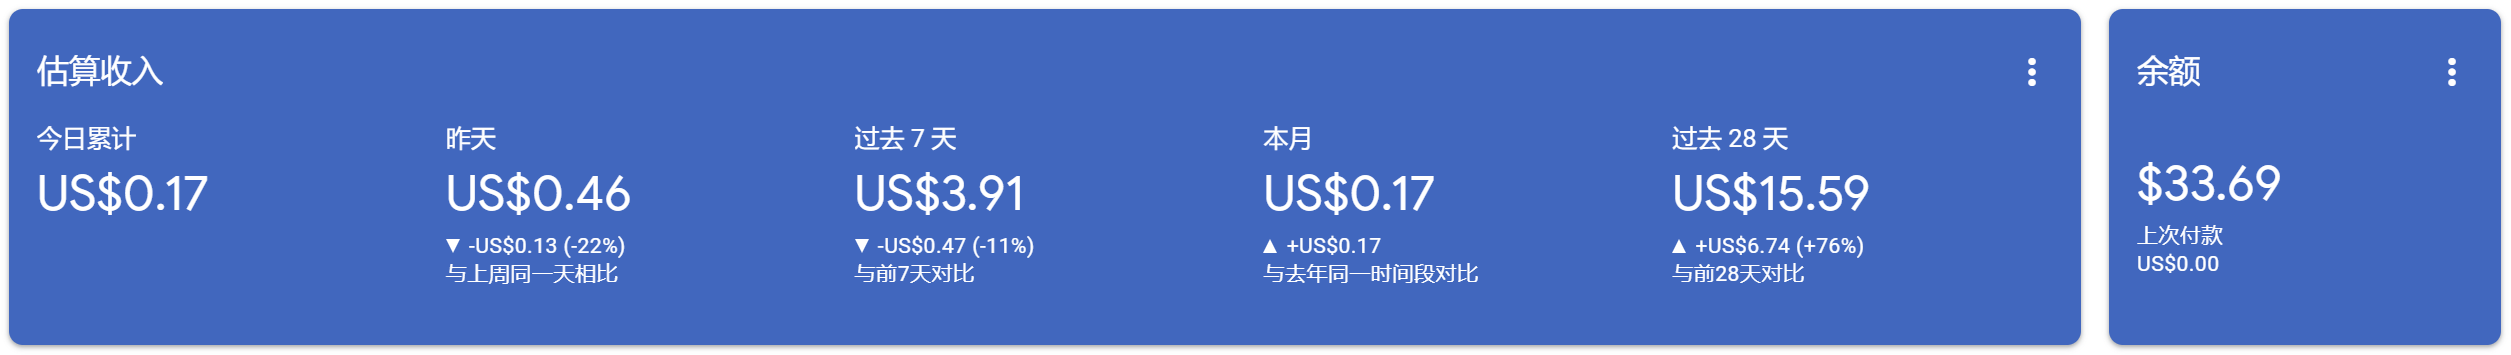 估算收入
今日累计
US$0.17
昨天
US$0.46
▼ -US$0.13 (-22%)
与上周同一天相比
过去 7 天
US$3.91
▼ -US$0.47 (-11%)
与前7天对比
本月
US$0.17
▲ +US$0.17
与去年同一时间段对比
过去 28 天
US$15.59
▲ +US$6.74 (+76%)
与前28天对比
余额
$33.69
上次付款
US$0.00